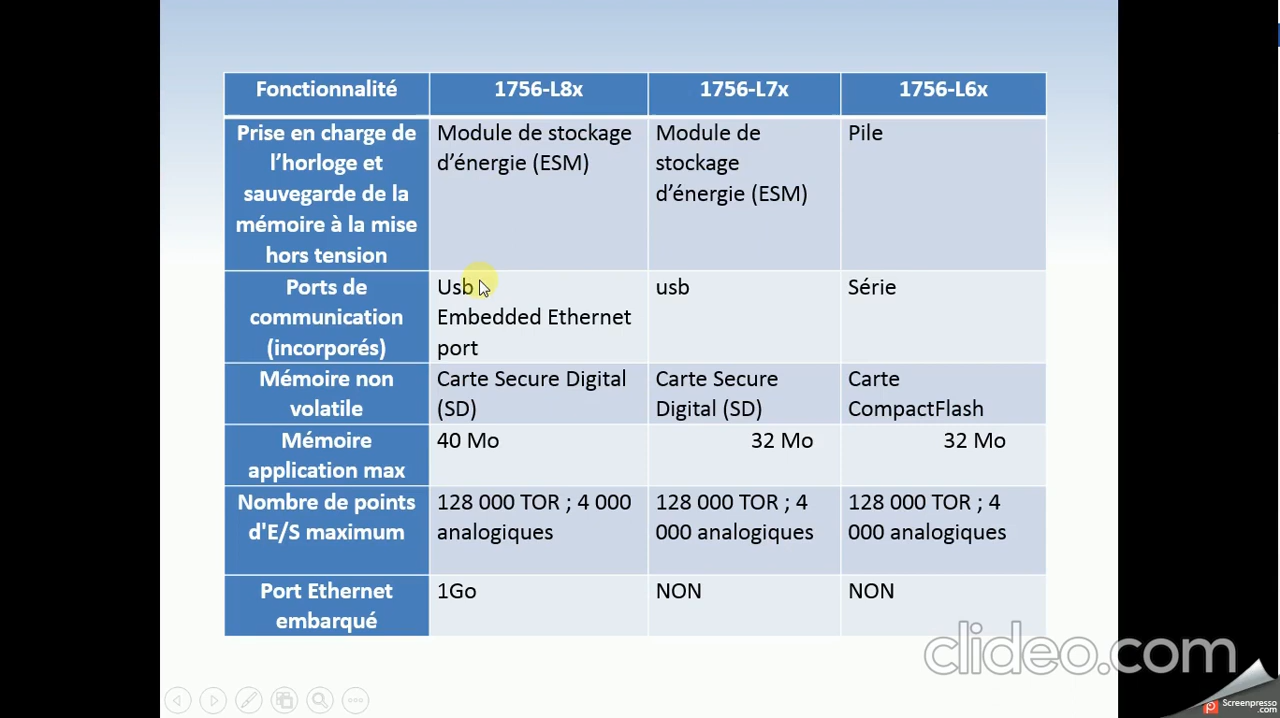 Fonctionnalité
1756-L8x
1756-L7x
1756-L6x
Prise en charge de
l’horloge et
sauvegarde de la
mémoire à la mise
hors tension
Module de stockage
d’énergie (ESM)
Module de
stockage
d’énergie (ESM)
Pile
Ports de
communication
(incorporés)
Usb
Embedded Ethernet
port
usb
Série
Mémoire non
volatile
Carte Secure Digital
(SD)
Carte Secure
Digital (SD)
Carte
CompactFlash
Mémoire
application max
40 Mo
32 Mo
32 Mo
Nombre de points
d'E/S maximum
128 000 TOR ; 4 000
analogiques
128 000 TOR ; 4
000 analogiques
128 000 TOR ; 4
000 analogiques
Port Ethernet
embarqué
1Go
NON
NON
clideo.com
Screenpresso
.com